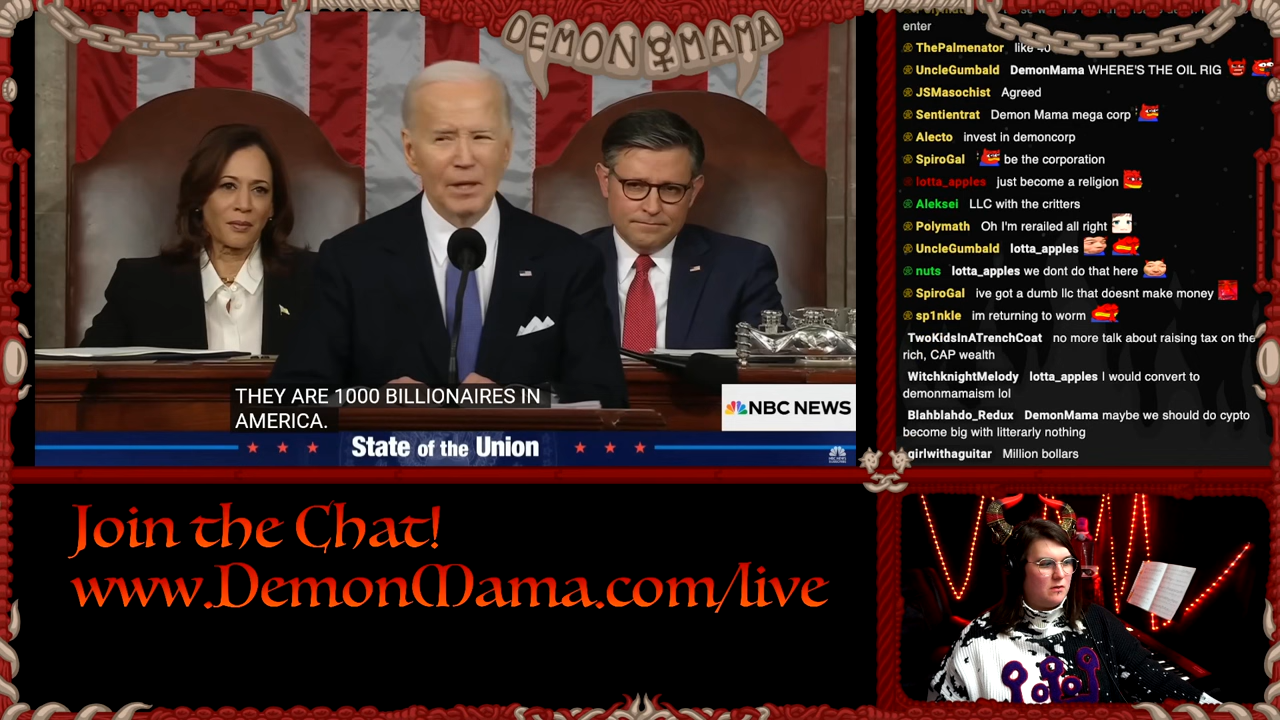 DEMON MAMA
THEY ARE 1000 BILLIONAIRES IN
AMERICA.
NBC NEWS
State of the Union
enter
ThePalmenator like 40
UncleGumbald DemonMama WHERE'S THE OIL RIG
JSMasochist Agreed
Sentientrat Demon Mama mega corp
Alecto invest in demoncorp
SpiroGal be the corporation
lotta_apples just become a religion
Aleksei LLC with the critters
Polymath Oh I'm rerailed all right
UncleGumbald lotta_apples
nuts lotta_apples we dont do that here
SpiroGal ive got a dumb llc that doesnt make money
sp1nkle im returning to worm
TwoKidsInATrenchCoat no more talk about raising tax on the
rich, CAP wealth
WitchknightMelody lotta_apples I would convert to
demonmamaism lol
Blahblahdo_Redux DemonMama maybe we should do cypto
become big with litterarly nothing
girlwithaguitar Million bollars
Join the Chat!
www.DemonMama.com/live